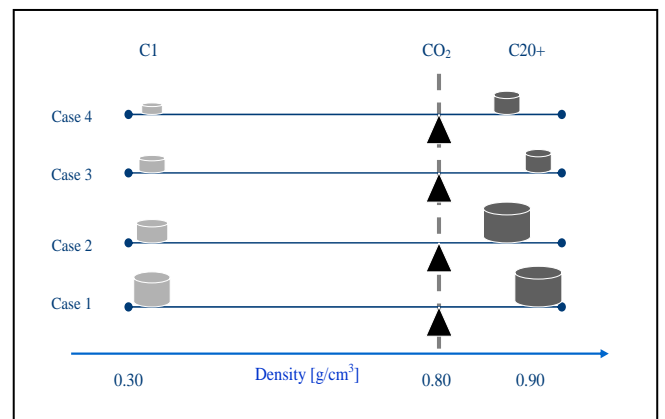 C1 CO₂ C20+
Case 4
Case 3
Case 2
Case 1
0.30 Density [g/cm³] 0.80 0.90